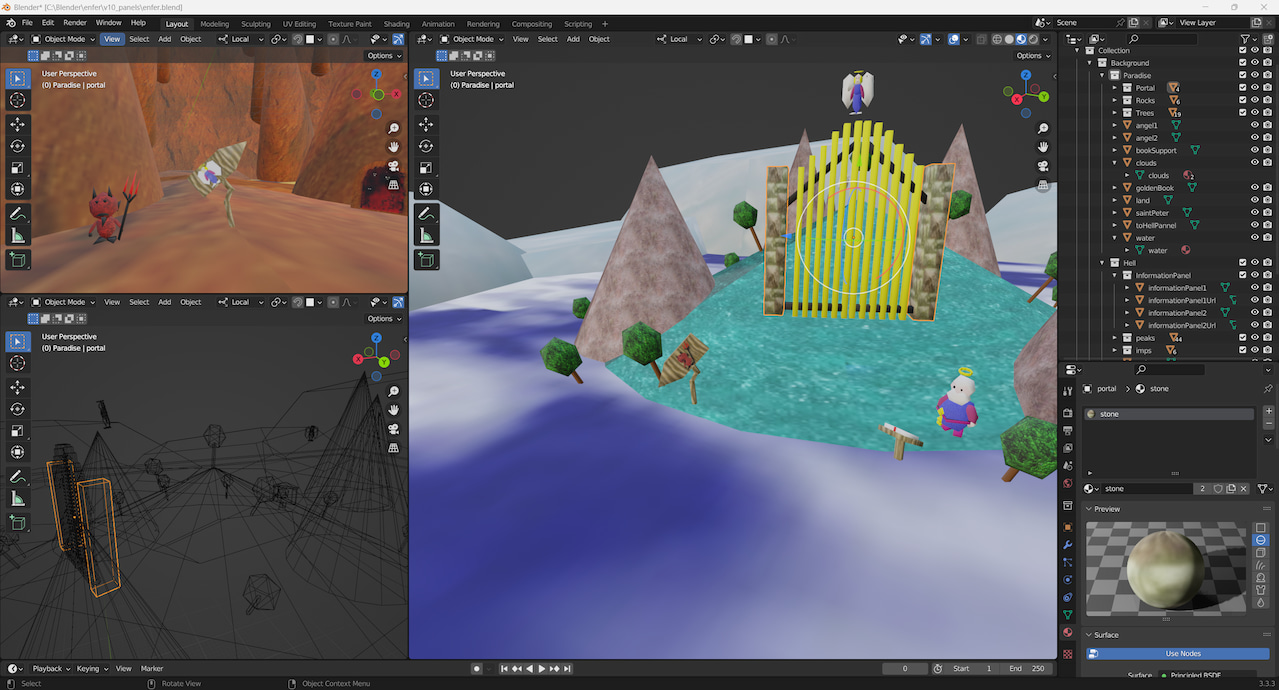 Blender* [C:\Blender\enfer\v10_panels\enfer.blend]
File Edit Render Window Help Layout Modeling Sculpting UV Editing Texture Paint Shading Animation Rendering Compositing Scripting + Scene View Layer
Object Mode View Select Add Object Local
Options
User Perspective
(0) Paradise | portal
Object Mode View Select Add Object Local
Options
User Perspective
(0) Paradise | portal
Object Mode View Select Add Object Local
Options
User Perspective
(0) Paradise | portal
Collection
Background
Paradise
Portal 4
Rocks 6
Trees 19
angel1
angel2
bookSupport
clouds
clouds 2
goldenBook
land
saintPeter
toHellPannel
water
water
Hell
InformationPanel
informationPanel1
informationPanel1Url
informationPanel2
informationPanel2Url
peaks 44
imps 6
portal > stone
stone
stone 2
Preview
Surface
Use Nodes
Surface Principled BSDF
Playback Keying View Marker 0 Start 1 End 250
Select Rotate View Object Context Menu 3.3.3